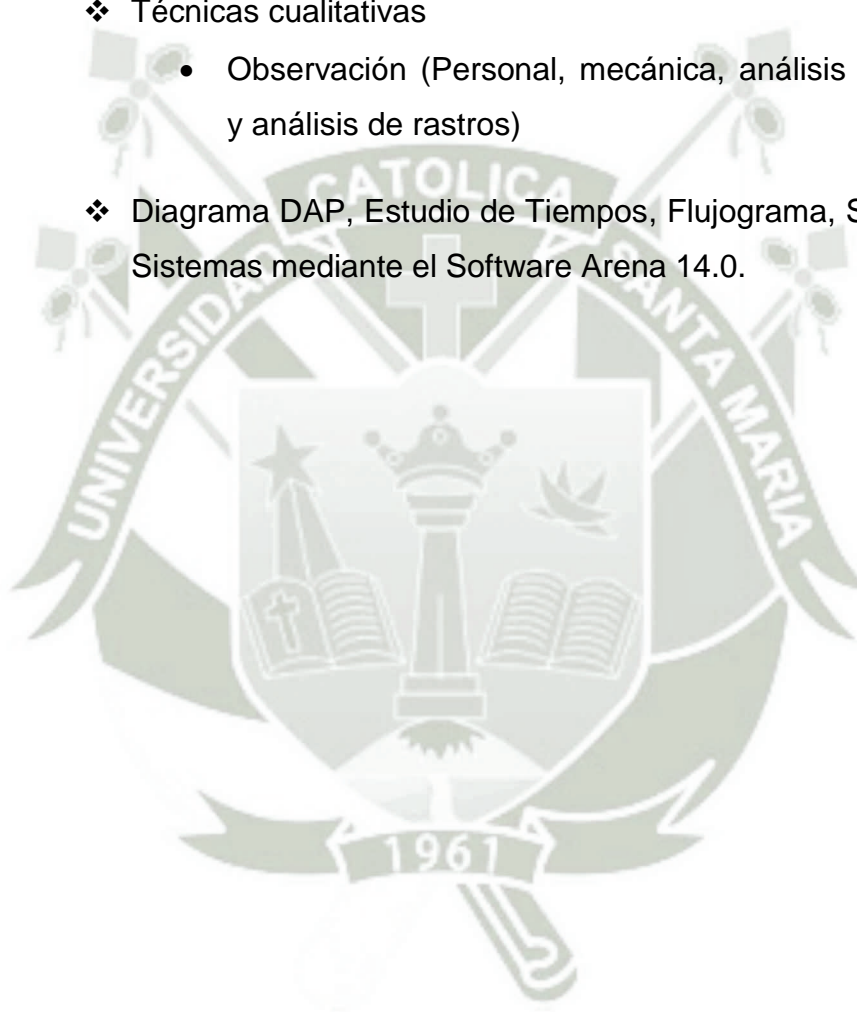 ❖ Técnicas cualitativas
• Observación (Personal, mecánica, análisis
y análisis de rastros)
❖ Diagrama DAP, Estudio de Tiempos, Flujograma, S
Sistemas mediante el Software Arena 14.0.
UNIVERSIDAD CATOLICA SANTA MARIA
1961